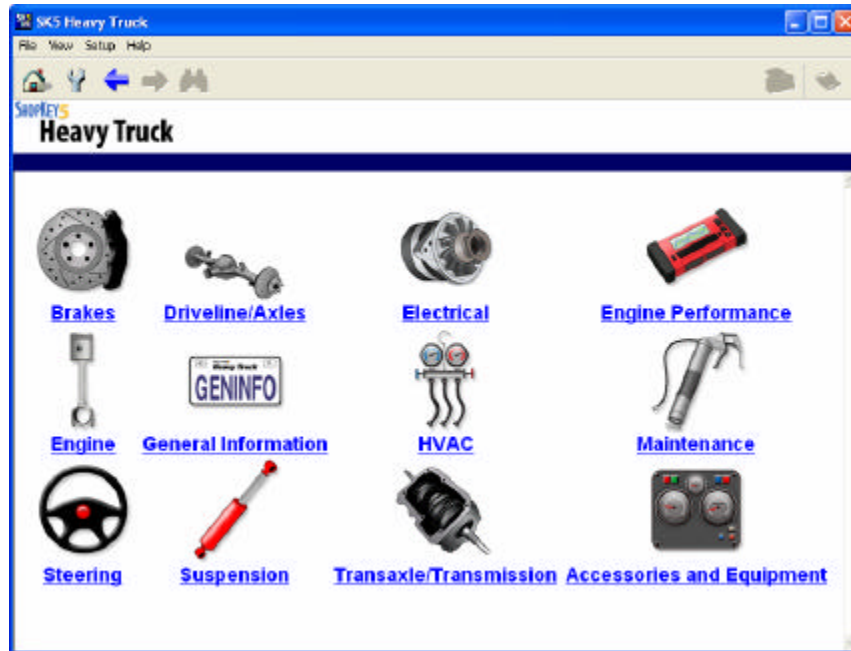 SK5 Heavy Truck
File View Setup Help
SHOPKEY5
Heavy Truck
Brakes Driveline/Axles Electrical Engine Performance
GENINFO
Engine General Information HVAC Maintenance
Steering Suspension Transaxle/Transmission Accessories and Equipment